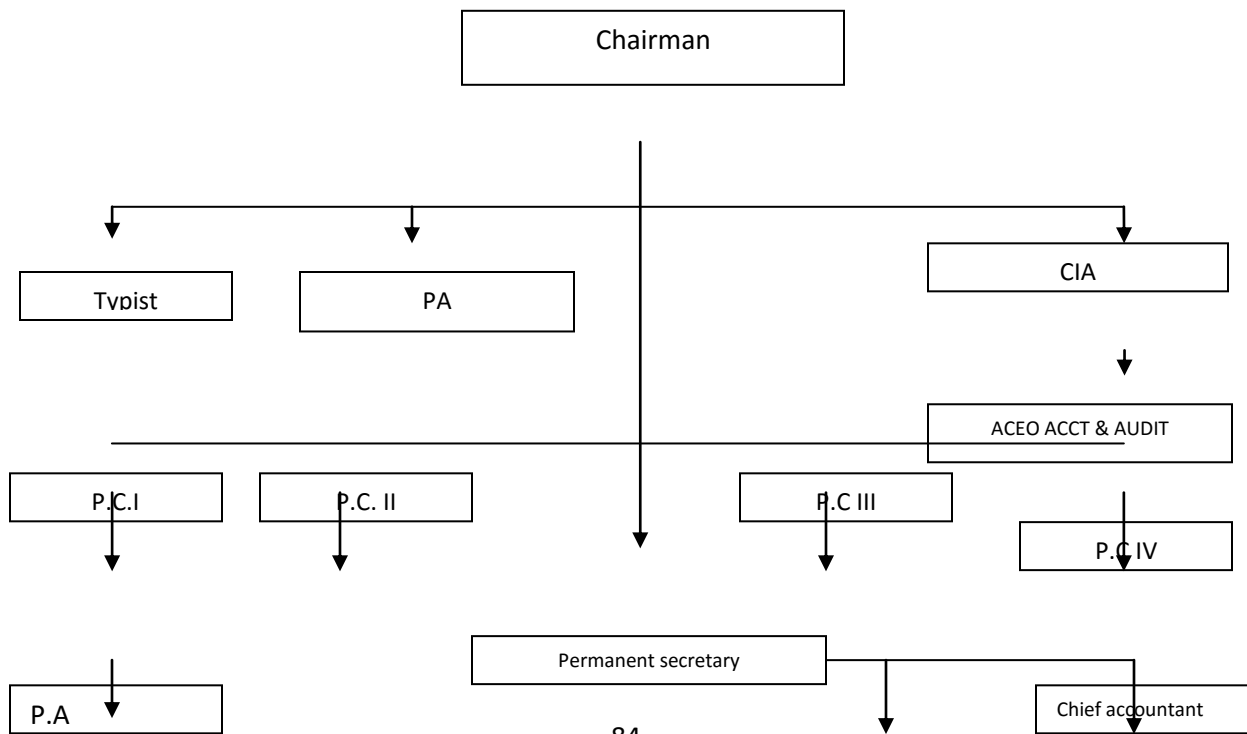 Chairman
CIA
Typist
PA
ACEO ACCT & AUDIT
P.C.I
P.C. II
P.C III
P.C IV
Permanent secretary
P.A
Chief accountant
84